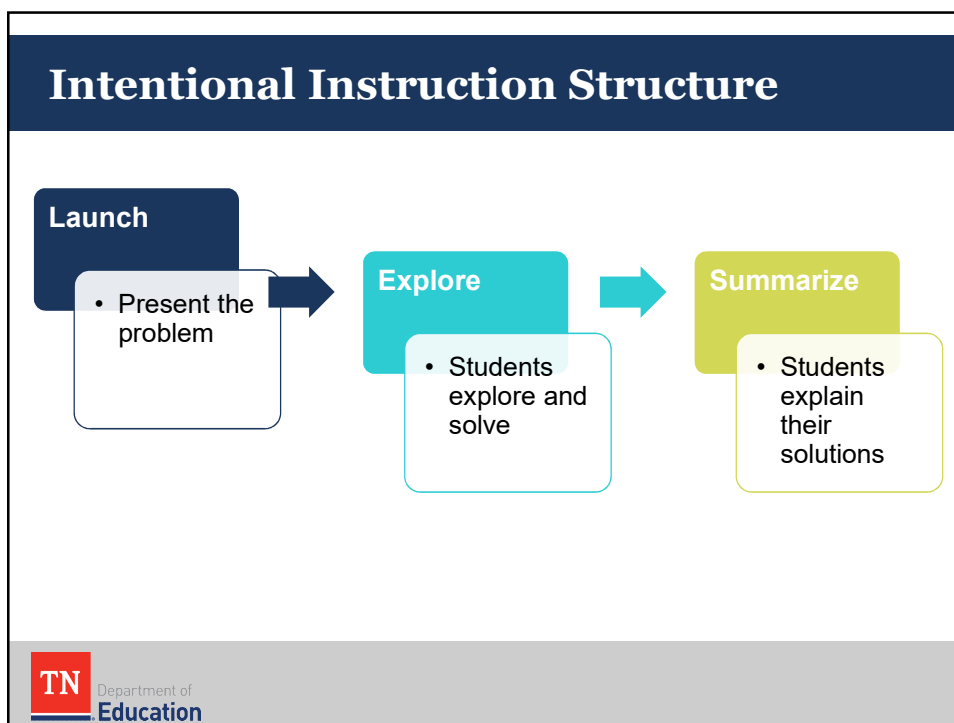 Intentional Instruction Structure
Launch
• Present the
problem
Explore
• Students
explore and
solve
Summarize
• Students
explain
their
solutions
TN
Department of
Education